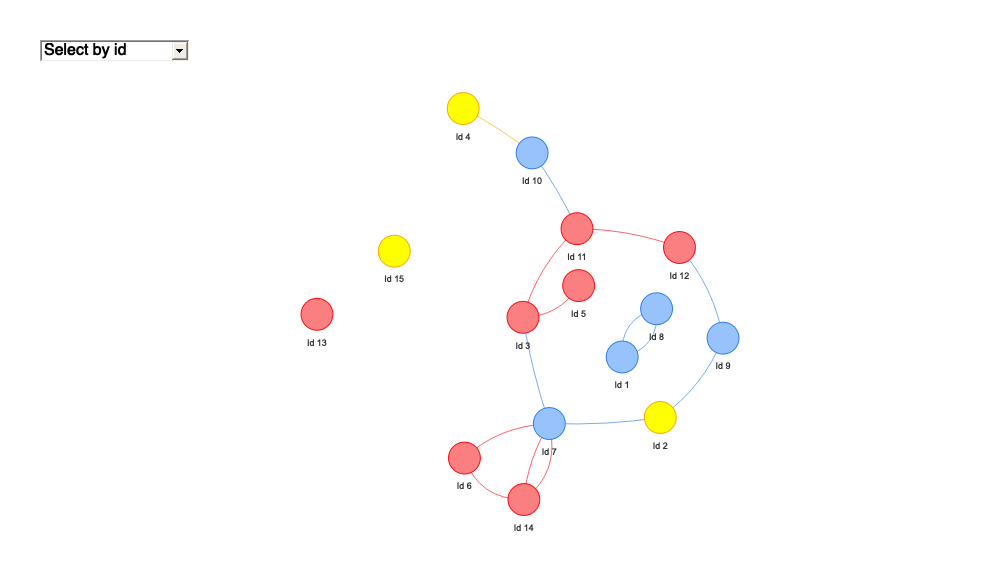 Select by id
Id 4
Id 10
Id 11
Id 12
Id 15
Id 5
Id 8
Id 13
Id 3
Id 9
Id 1
Id 2
Id 7
Id 6
Id 14